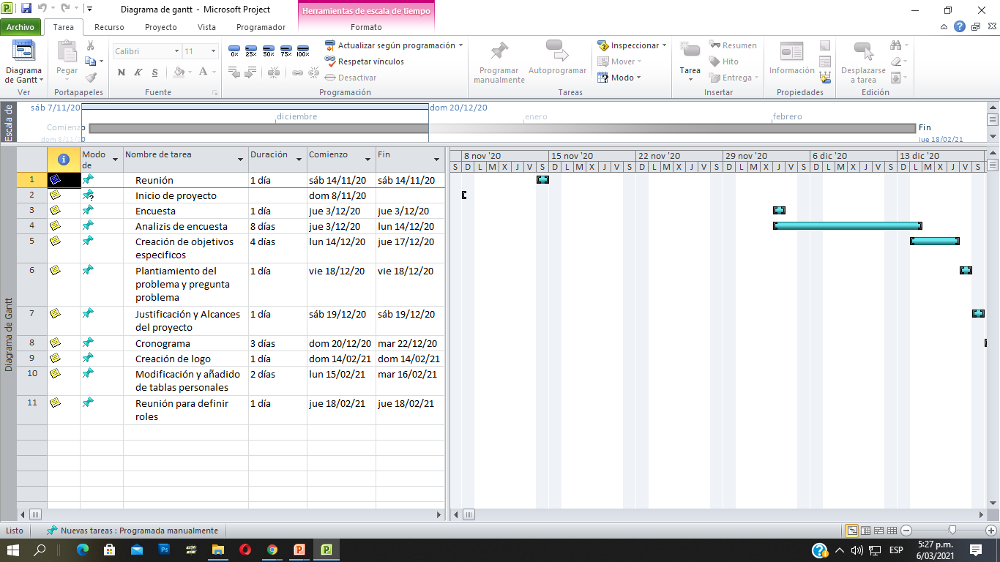 Diagrama de gantt - Microsoft Project
Herramientas de escala de tiempo
Archivo Tarea Recurso Proyecto Vista Programador Formato
Diagrama de Gantt
Ver
Pegar
Portapapeles
Calibri 11
N K S A
Fuente
0% 25% 50% 75% 100%
Actualizar según programación
Respetar vínculos
Desactivar
Programación
Programar manualmente
Autoprogramar
Inspeccionar
Mover
Modo
Tareas
Tarea
Resumen
Hito
Entrega
Insertar
Información
Propiedades
Desplazarse a tarea
Edición
Escala de
sáb 7/11/20 dom 20/12/20
diciembre enero febrero
Comienzo Fin
dom 8/11/20 jue 18/02/21
Diagrama de Gantt
Modo de Nombre de tarea Duración Comienzo Fin
1 Reunión 1 día sáb 14/11/20 sáb 14/11/20
2 Inicio de proyecto dom 8/11/20
3 Encuesta 1 día jue 3/12/20 jue 3/12/20
4 Analizis de encuesta 8 días jue 3/12/20 lun 14/12/20
5 Creación de objetivos 4 días lun 14/12/20 jue 17/12/20
especificos
6 Plantiamiento del 1 día vie 18/12/20 vie 18/12/20
problema y pregunta
problema
7 Justificación y Alcances 1 día sáb 19/12/20 sáb 19/12/20
del proyecto
8 Cronograma 3 días dom 20/12/20 mar 22/12/20
9 Creación de logo 1 día dom 14/02/21 dom 14/02/21
10 Modificación y añadido 2 días lun 15/02/21 mar 16/02/21
de tablas personales
11 Reunión para definir 1 día jue 18/02/21 jue 18/02/21
roles
8 nov '20 15 nov '20 22 nov '20 29 nov '20 6 dic '20 13 dic '20
S D L M X J V S D L M X J V S D L M X J V S D L M X J V S D L M X J V S D L M X J V S
Listo Nuevas tareas : Programada manualmente
ESP
5:27 p.m.
6/03/2021